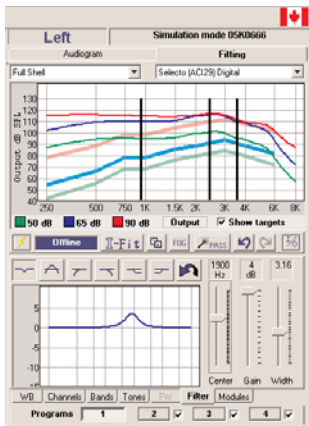 Left Simulation mode 05K0666
Audiogram Fitting
Full Shell Selecto (ACI29) Digital
Output dB SPL
130
120
110
100
90
80
70
60
50
40
250 500 750 1K 1.5K 2K 3K 4K 6K 8K
50 dB 65 dB 90 dB Output Show targets
Offline I-Fit FOG PASS
1900 Hz 4 dB 3.16
5
0
-5
-10
Center Gain Width
WB Channels Bands Tones FW Filter Modules
Programs 1 2 3 4